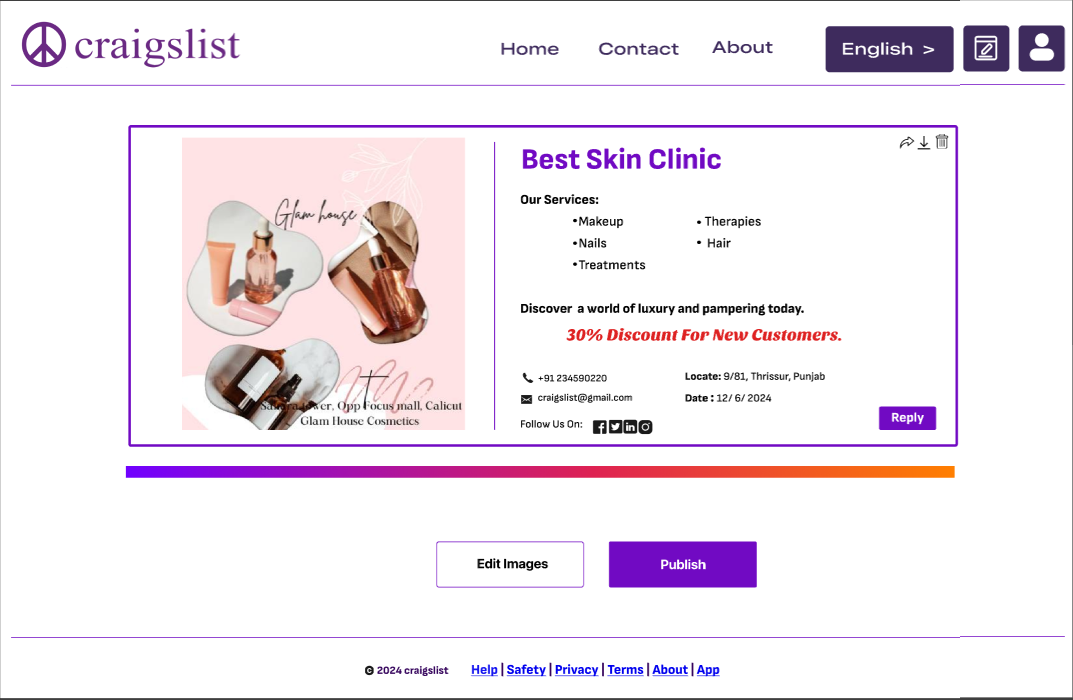 craigslist
Home Contact About English >
Glam house
Opp Focus mall, Calicut
Glam House Cosmetics
Best Skin Clinic
Our Services:
•Makeup • Therapies
•Nails • Hair
•Treatments
Discover a world of luxury and pampering today.
30% Discount For New Customers.
+91 234590220 Locate: 9/81, Thrissur, Punjab
craigslist@gmail.com Date : 12/ 6/ 2024
Follow Us On:
Reply
Edit Images Publish
© 2024 craigslist Help | Safety | Privacy | Terms | About | App